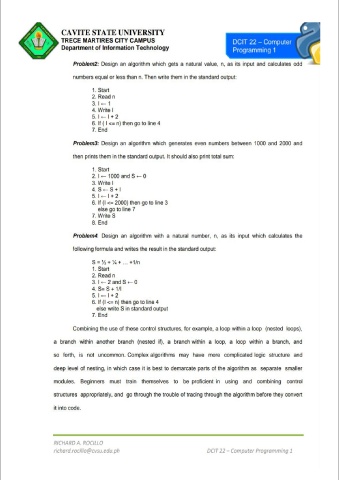 CAVITE STATE UNIVERSITY
TRECE MARTIRES CITY CAMPUS
Department of Information Technology
DCIT 22 – Computer
Programming 1
Problem2: Design an algorithm which gets a natural value, n, as its input and calculates odd
numbers equal or less than n. Then write them in the standard output:
1. Start
2. Read n
3. I ← 1
4. Write I
5. I ← I + 2
6. If ( I <= n) then go to line 4
7. End
Problem3: Design an algorithm which generates even numbers between 1000 and 2000 and
then prints them in the standard output. It should also print total sum:
1. Start
2. I ← 1000 and S ← 0
3. Write I
4. S ← S + I
5. I ← I + 2
6. If (I <= 2000) then go to line 3
else go to line 7
7. Write S
8. End
Problem4: Design an algorithm with a natural number, n, as its input which calculates the
following formula and writes the result in the standard output:
S = ½ + ¼ + ... +1/n
1. Start
2. Read n
3. I ← 2 and S ← 0
4. S= S + 1/I
5. I ← I + 2
6. If (I <= n) then go to line 4
else write S in standard output
7. End
Combining the use of these control structures, for example, a loop within a loop (nested loops),
a branch within another branch (nested if), a branch within a loop, a loop within a branch, and
so forth, is not uncommon. Complex algorithms may have more complicated logic structure and
deep level of nesting, in which case it is best to demarcate parts of the algorithm as separate smaller
modules. Beginners must train themselves to be proficient in using and combining control
structures appropriately, and go through the trouble of tracing through the algorithm before they convert
it into code.
RICHARD A. ROCILLO
richard.rocillo@cvsu.edu.ph DCIT 22 – Computer Programming 1